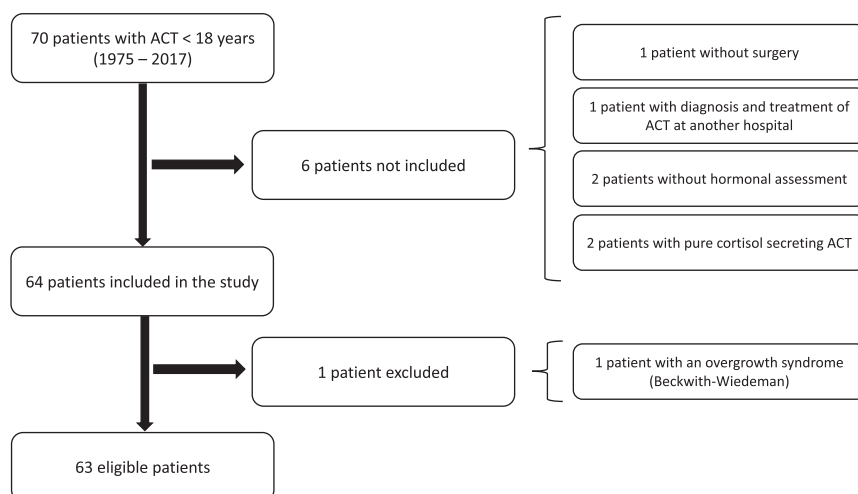 70 patients with ACT < 18 years
(1975 – 2017)
1 patient without surgery
1 patient with diagnosis and treatment of
ACT at another hospital
6 patients not included
2 patients without hormonal assessment
2 patients with pure cortisol secreting ACT
64 patients included in the study
1 patient excluded
1 patient with an overgrowth syndrome
(Beckwith-Wiedeman)
63 eligible patients